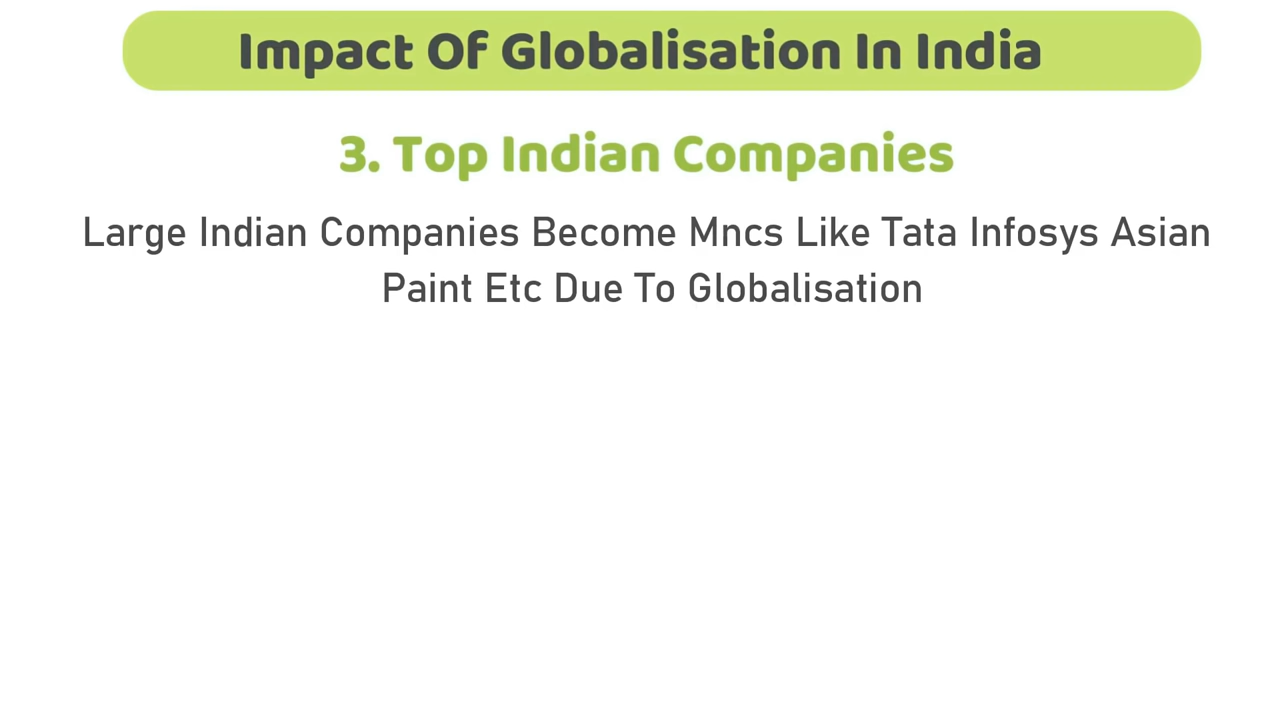 Impact Of Globalisation In India
3. Top Indian Companies
Large Indian Companies Become Mncs Like Tata Infosys Asian
Paint Etc Due To Globalisation